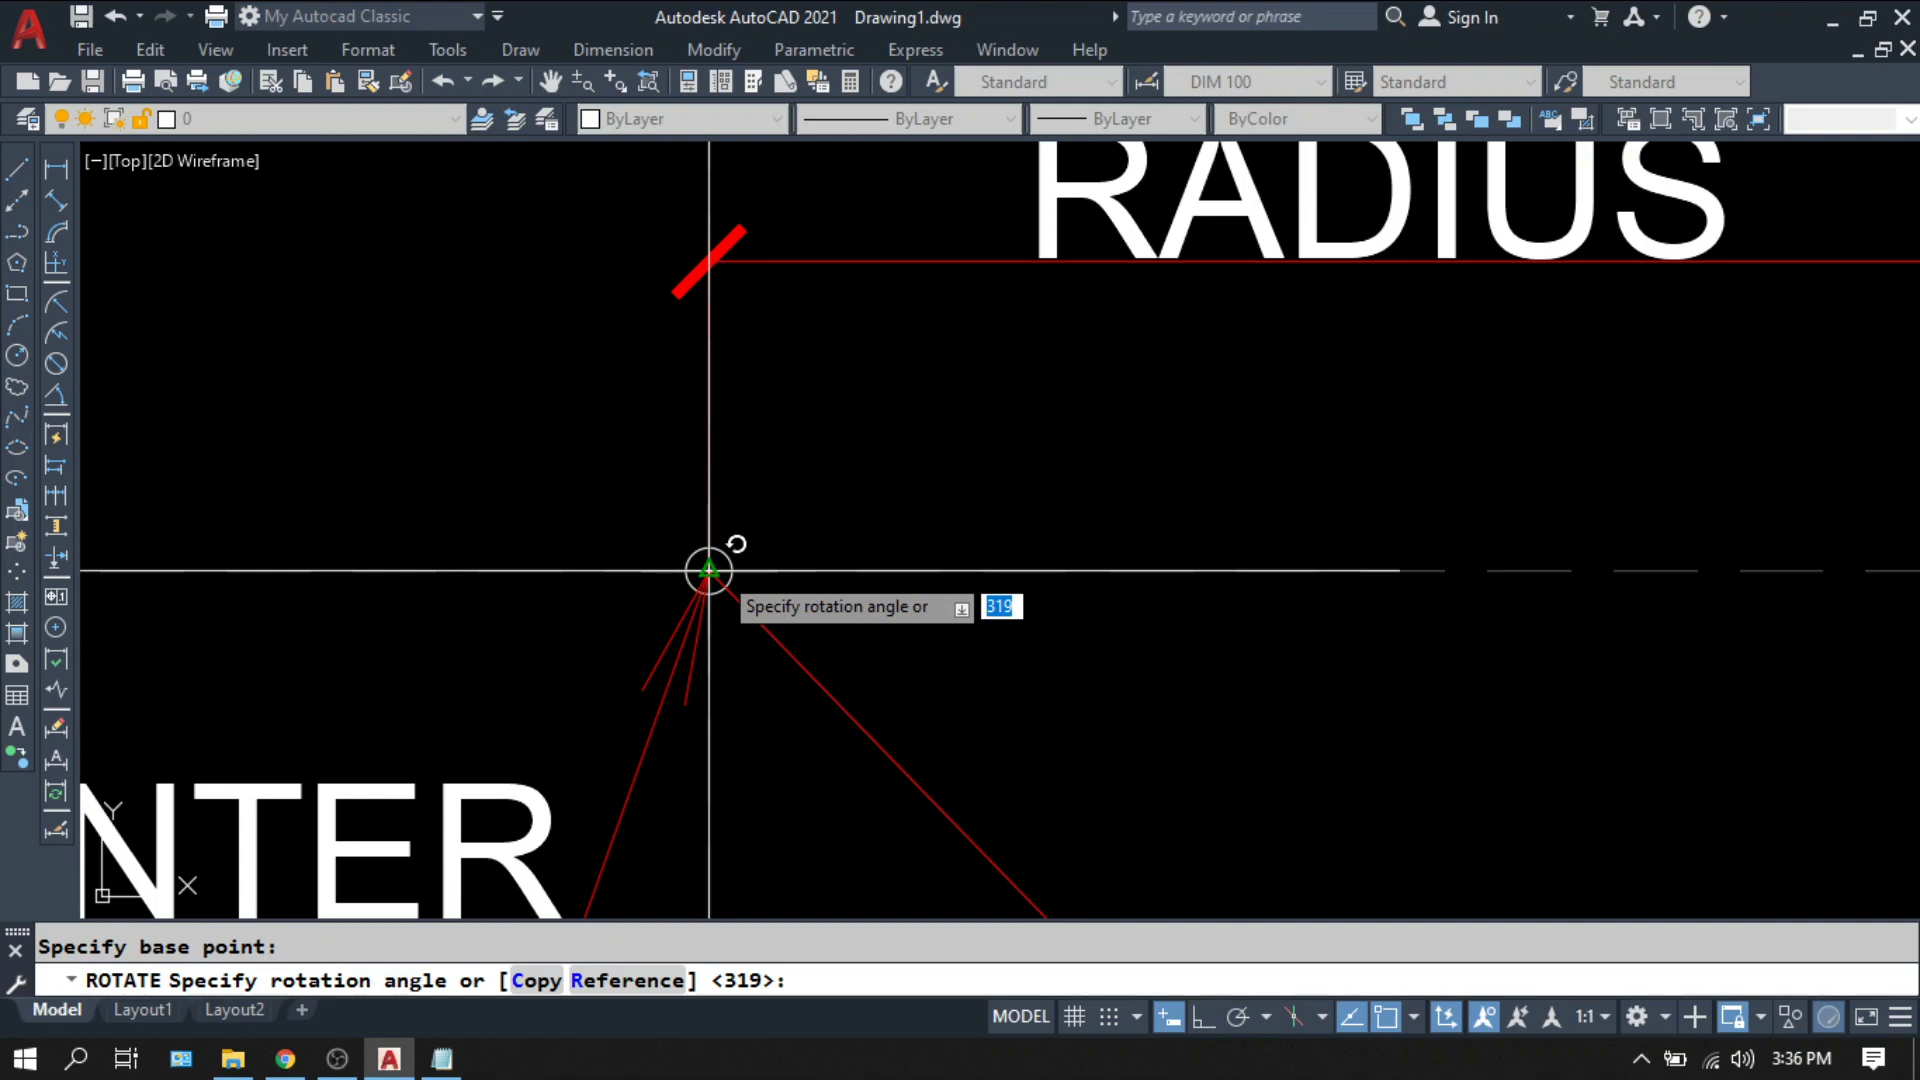 My Autocad Classic
Autodesk AutoCAD 2021 Drawing1.dwg
Type a keyword or phrase
Sign In
File Edit View Insert Format Tools Draw Dimension Modify Parametric Express Window Help
Standard
DIM 100
Standard
Standard
0
ByLayer
ByLayer
ByLayer
ByColor
[−][Top][2D Wireframe]
RADIUS
Specify rotation angle or 319
NTER
Y
X
Specify base point:
ROTATE Specify rotation angle or [Copy Reference] <319>:
Model Layout1 Layout2 +
MODEL
1:1
3:36 PM